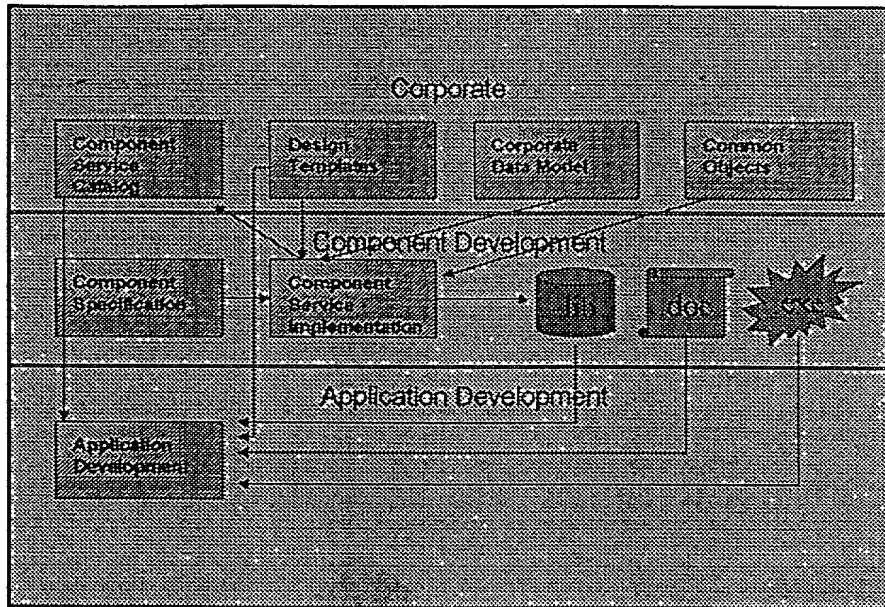 Corporate
Component
Service
Catalog
Design
Templates
Corporate
Data Model
Common
Objects
Component Development
Component
Specification
Component
Service
Implementation
.doc
Application Development
Application
Development